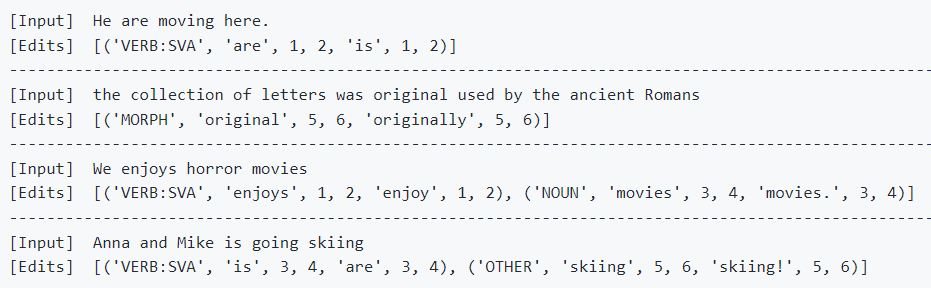 [Input] He are moving here.
[Edits] [('VERB:SVA', 'are', 1, 2, 'is', 1, 2)]
[Input] the collection of letters was original used by the ancient Romans
[Edits] [('MORPH', 'original', 5, 6, 'originally', 5, 6)]
[Input] We enjoys horror movies
[Edits] [('VERB:SVA', 'enjoys', 1, 2, 'enjoy', 1, 2), ('NOUN', 'movies', 3, 4, 'movies.', 3, 4)]
[Input] Anna and Mike is going skiing
[Edits] [('VERB:SVA', 'is', 3, 4, 'are', 3, 4), ('OTHER', 'skiing', 5, 6, 'skiing!', 5, 6)]